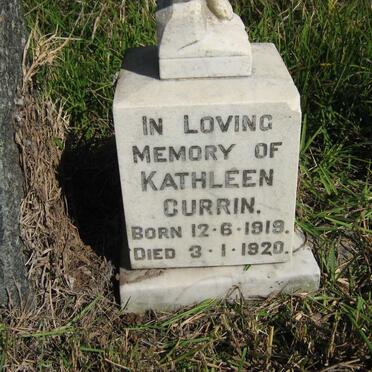 IN LOVING
MEMORY OF
KATHLEEN
CURRIN.
BORN 12-6-1919.
DIED 3-1-1920.